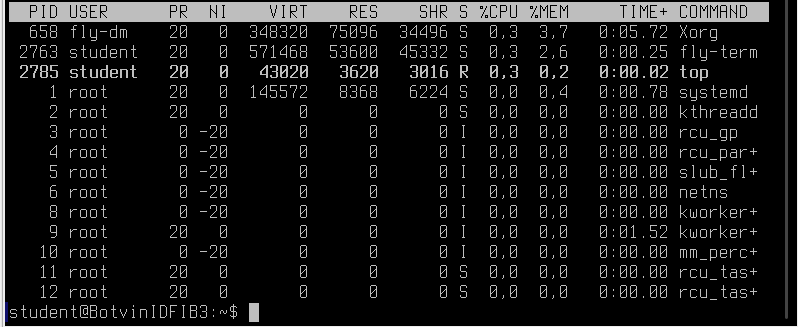 PID USER PR NI VIRT RES SHR S %CPU %MEM TIME+ COMMAND
658 fly-dm 20 0 348320 75096 34496 S 0,3 3,7 0:05.72 Xorg
2763 student 20 0 571468 53600 45332 S 0,3 2,6 0:00.25 fly-term
2785 student 20 0 43020 3620 3016 R 0,3 0,2 0:00.02 top
1 root 20 0 145572 8368 6224 S 0,0 0,4 0:00.78 systemd
2 root 20 0 0 0 0 S 0,0 0,0 0:00.00 kthreadd
3 root 0 -20 0 0 0 I 0,0 0,0 0:00.00 rcu_gp
4 root 0 -20 0 0 0 I 0,0 0,0 0:00.00 rcu_par+
5 root 0 -20 0 0 0 I 0,0 0,0 0:00.00 slub_fl+
6 root 0 -20 0 0 0 I 0,0 0,0 0:00.00 netns
8 root 0 -20 0 0 0 I 0,0 0,0 0:00.00 kworker+
9 root 20 0 0 0 0 I 0,0 0,0 0:01.52 kworker+
10 root 0 -20 0 0 0 I 0,0 0,0 0:00.00 mm_perc+
11 root 20 0 0 0 0 S 0,0 0,0 0:00.00 rcu_tas+
12 root 20 0 0 0 0 S 0,0 0,0 0:00.00 rcu_tas+
student@BotvinIDFIB3:~$